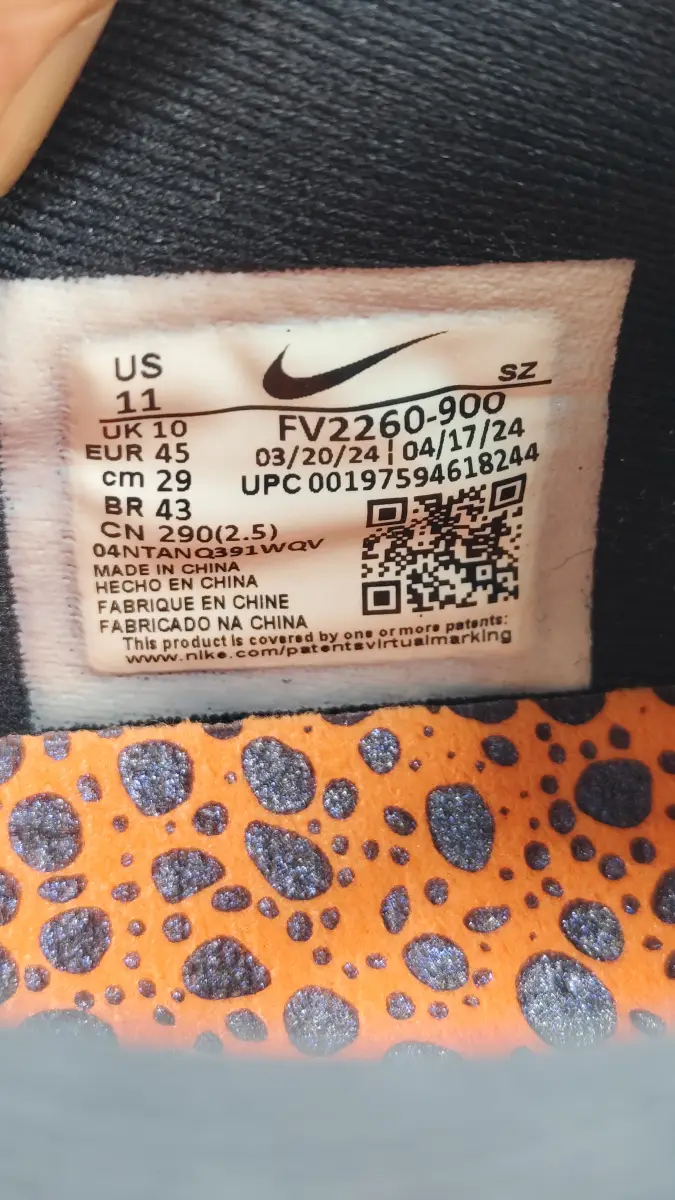 US
11
SZ
UK 10
FV2260-900
EUR 45
03/20/24 | 04/17/24
cm 29
UPC 00197594618244
BR 43
CN 290(2.5)
04NTANQ391WQV
MADE IN CHINA
HECHO EN CHINA
FABRIQUE EN CHINE
FABRICADO NA CHINA
This product is covered by one or more patents:
www.nike.com/patentsvirtualmarking